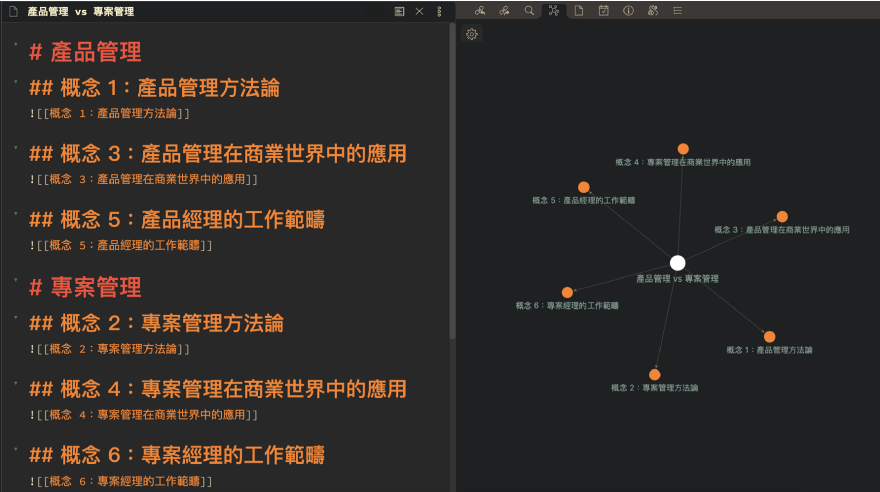 產品管理 vs 專案管理
# 產品管理
## 概念 1：產品管理方法論
![[概念 1：產品管理方法論]]
## 概念 3：產品管理在商業世界中的應用
![[概念 3：產品管理在商業世界中的應用]]
## 概念 5：產品經理的工作範疇
![[概念 5：產品經理的工作範疇]]
# 專案管理
## 概念 2：專案管理方法論
![[概念 2：專案管理方法論]]
## 概念 4：專案管理在商業世界中的應用
![[概念 4：專案管理在商業世界中的應用]]
## 概念 6：專案經理的工作範疇
![[概念 6：專案經理的工作範疇]]
概念 4：專案管理在商業世界中的應用
概念 5：產品經理的工作範疇
概念 3：產品管理在商業世界中的應用
產品管理 vs 專案管理
概念 6：專案經理的工作範疇
概念 1：產品管理方法論
概念 2：專案管理方法論